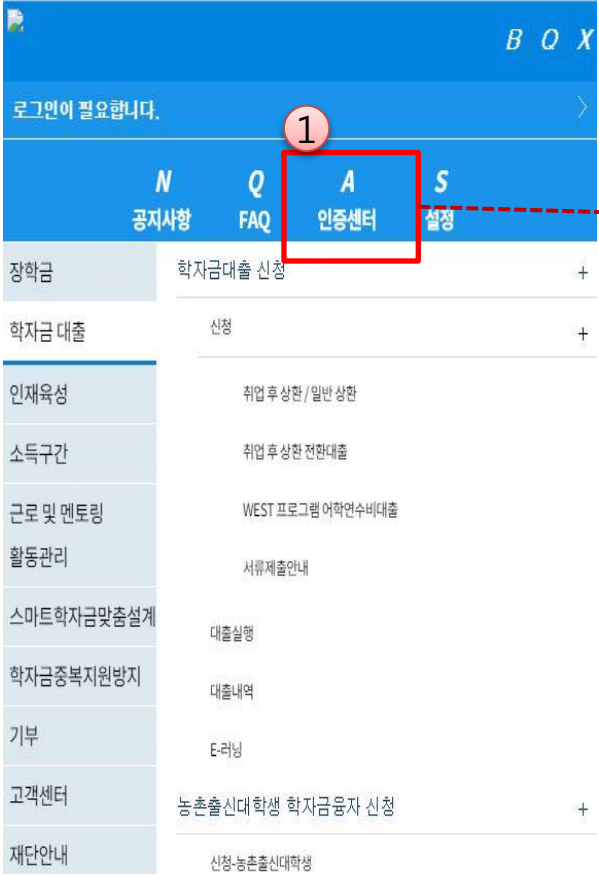 B Q X
로그인이 필요합니다.
1
N Q A S
공지사항 FAQ 인증센터 설정
장학금
학자금 대출
인재육성
소득구간
근로 및 멘토링
활동관리
스마트학자금맞춤설계
학자금중복지원방지
기부
고객센터
재단안내
학자금대출 신청 +
신청 +
취업 후 상환 / 일반 상환
취업 후 상환 전환대출
WEST 프로그램 어학연수비대출
서류제출안내
대출실행
대출내역
E-러닝
농촌출신대학생 학자금융자 신청 +
신청-농촌출신대학생